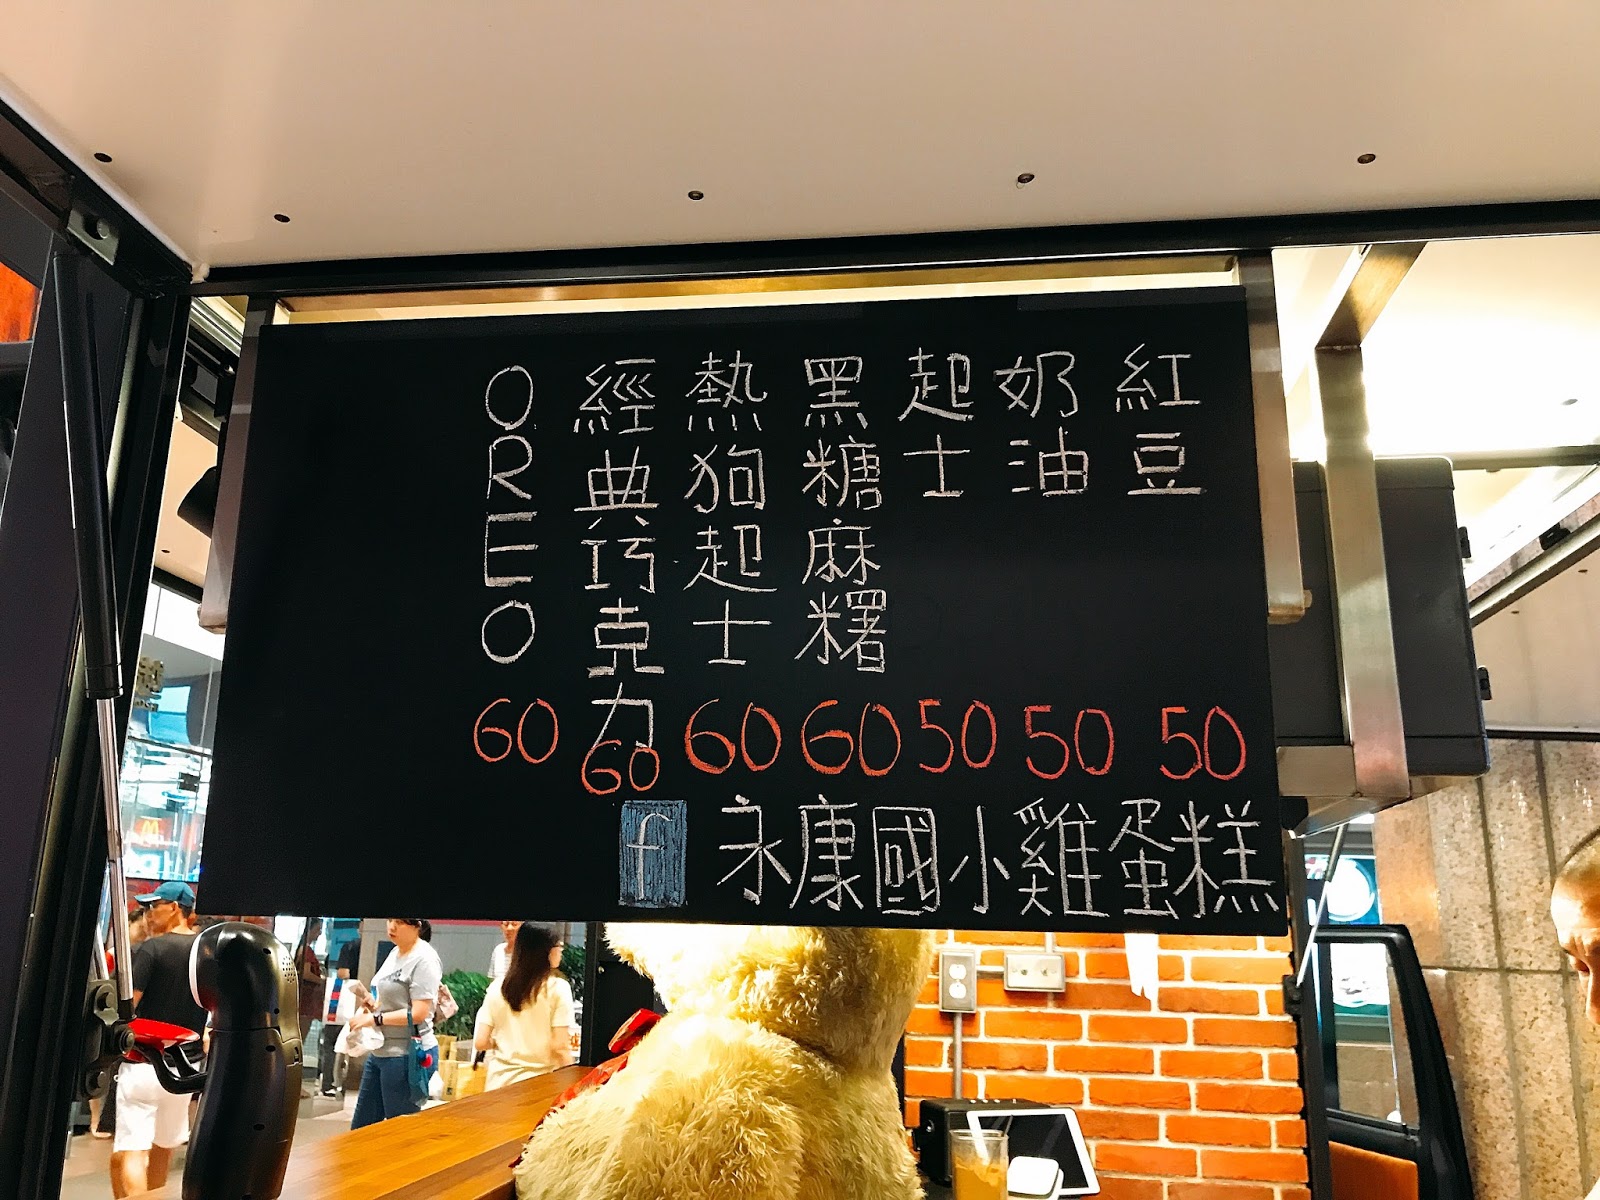 紅豆 50
奶油 50
起士 50
黑糖麻糬 60
熱狗起士 60
經典巧克力 60
OREO 60
f 永康國小雞蛋糕